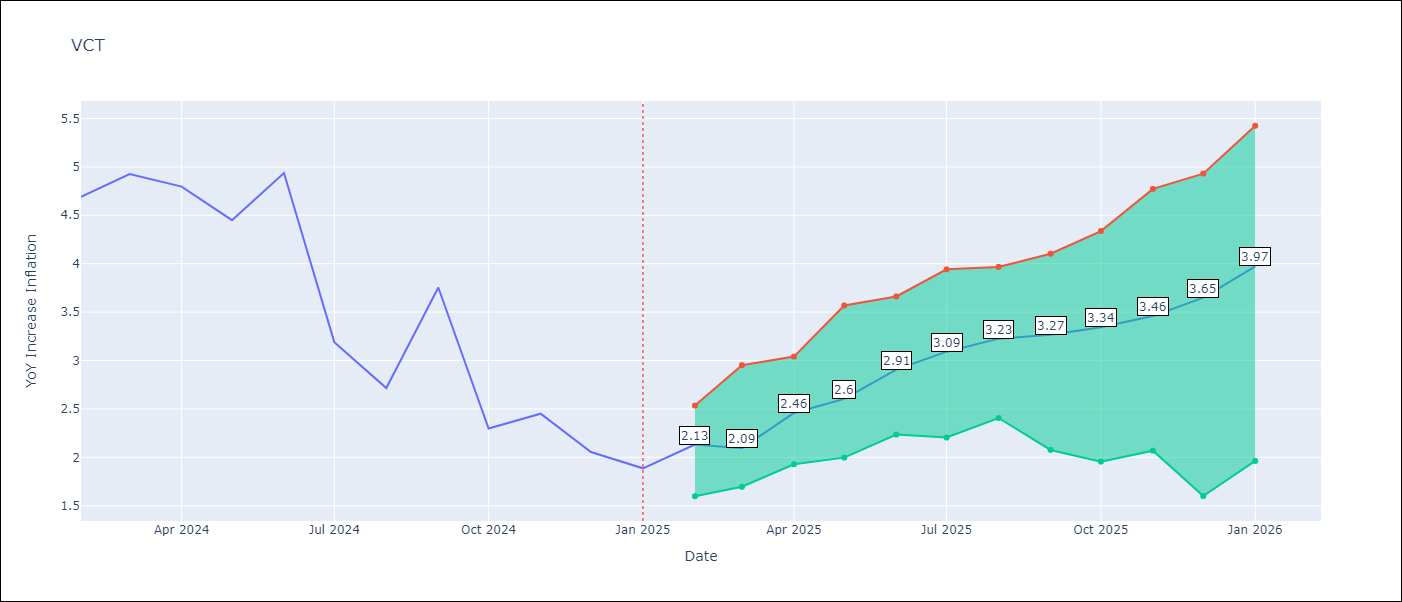 VCT
YoY Increase Inflation
5.5
5
4.5
4
3.5
3
2.5
2
1.5
2.13
2.09
2.46
2.6
2.91
3.09
3.23
3.27
3.34
3.46
3.65
3.97
Apr 2024
Jul 2024
Oct 2024
Jan 2025
Apr 2025
Jul 2025
Oct 2025
Jan 2026
Date